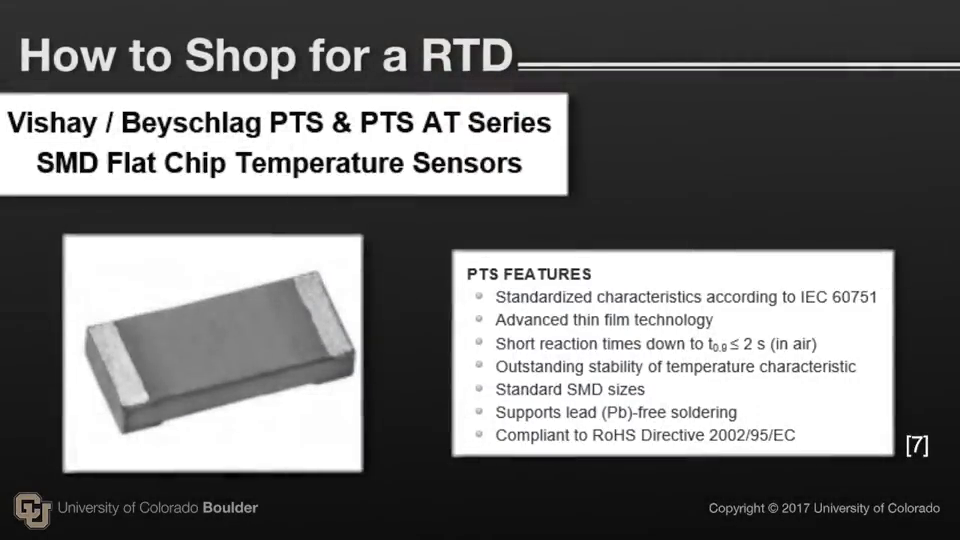 How to Shop for a RTD
Vishay / Beyschlag PTS & PTS AT Series
SMD Flat Chip Temperature Sensors
PTS FEATURES
Standardized characteristics according to IEC 60751
Advanced thin film technology
Short reaction times down to t0.9 ≤ 2 s (in air)
Outstanding stability of temperature characteristic
Standard SMD sizes
Supports lead (Pb)-free soldering
Compliant to RoHS Directive 2002/95/EC
[7]
CU University of Colorado Boulder
Copyright © 2017 University of Colorado